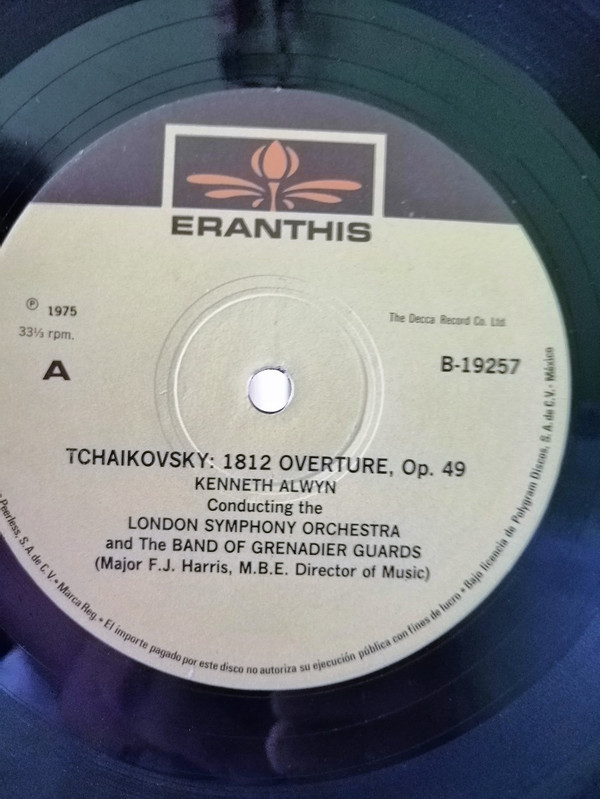 ERANTHIS
℗ 1975
33⅓ rpm.
The Decca Record Co. Ltd.
A
B-19257
TCHAIKOVSKY: 1812 OVERTURE, Op. 49
KENNETH ALWYN
Conducting the
LONDON SYMPHONY ORCHESTRA
and The BAND OF GRENADIER GUARDS
(Major F.J. Harris, M.B.E. Director of Music)
Peerless, S.A. de C.V. • Marca Reg. • El importe pagado por este disco no autoriza su ejecución pública con fines de lucro • Bajo licencia de Polygram Discos, S.A. de C.V. - México